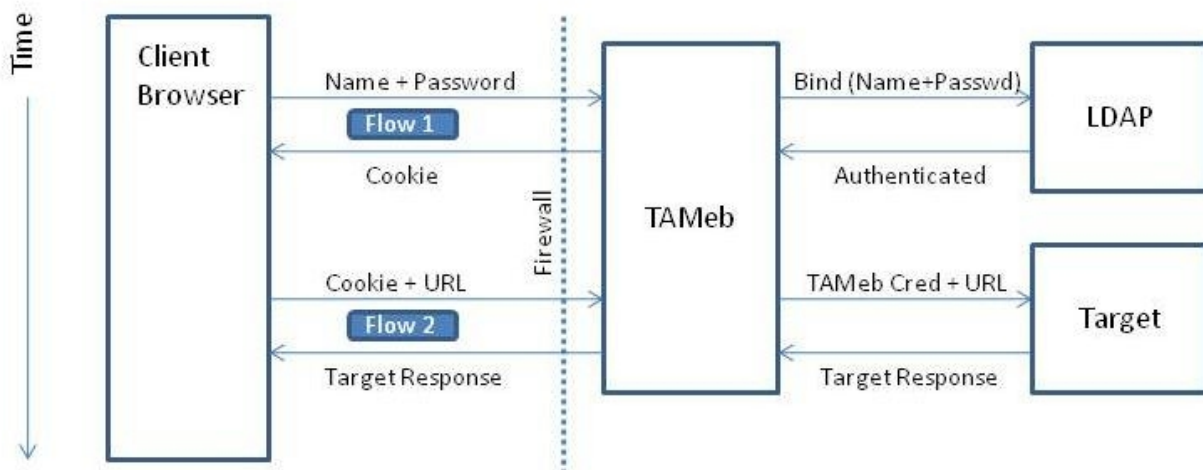 Time
Client
Browser
Name + Password
Flow 1
Cookie
Cookie + URL
Flow 2
Target Response
Firewall
TAMeb
Bind (Name+Passwd)
Authenticated
LDAP
TAMeb Cred + URL
Target Response
Target